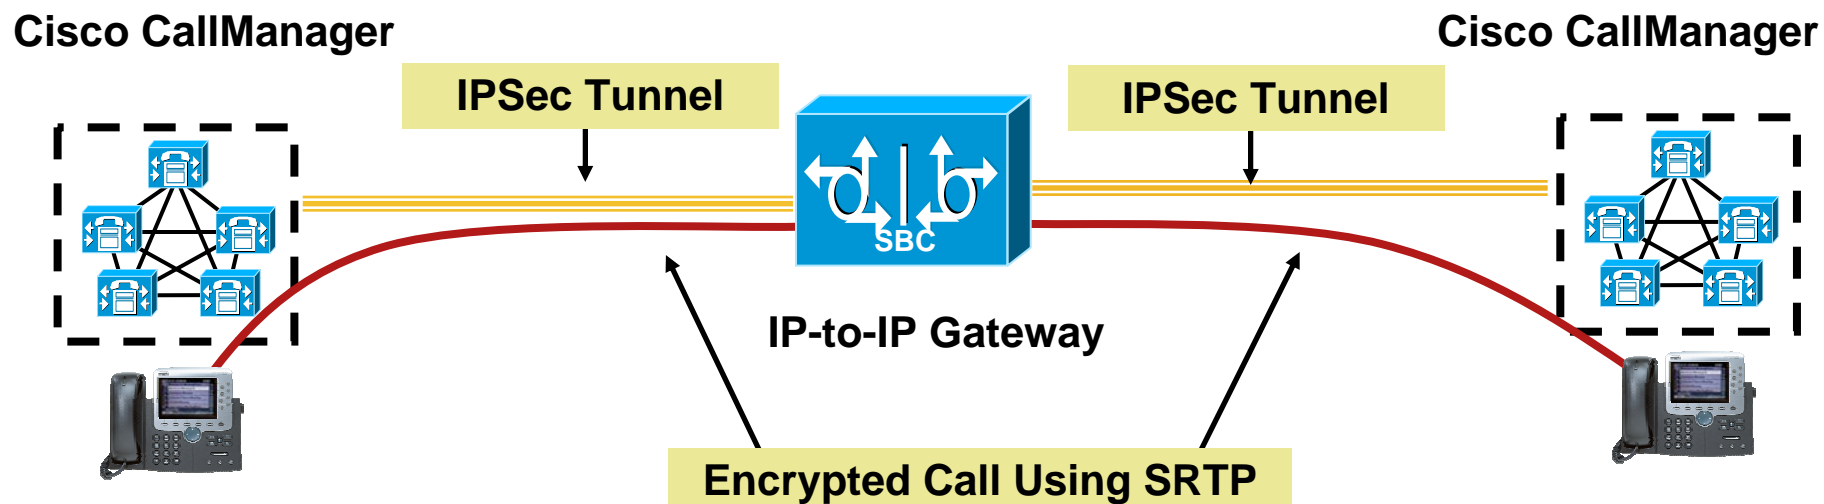 Cisco CallManager
Cisco CallManager
IPSec Tunnel
IPSec Tunnel
SBC
IP-to-IP Gateway
Encrypted Call Using SRTP